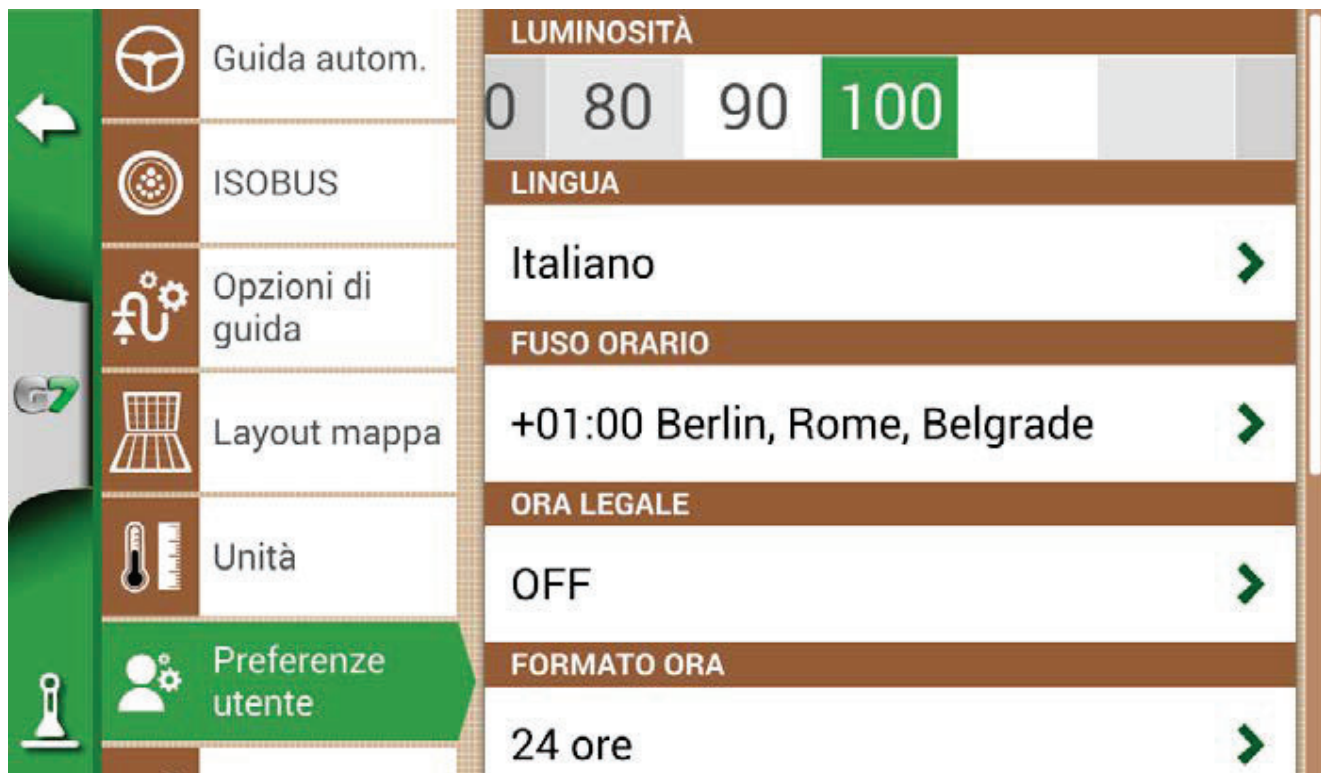 Guida autom.
ISOBUS
Opzioni di
guida
Layout mappa
Unità
Preferenze
utente
G7
LUMINOSITÀ
0 80 90 100
LINGUA
Italiano
FUSO ORARIO
+01:00 Berlin, Rome, Belgrade
ORA LEGALE
OFF
FORMATO ORA
24 ore